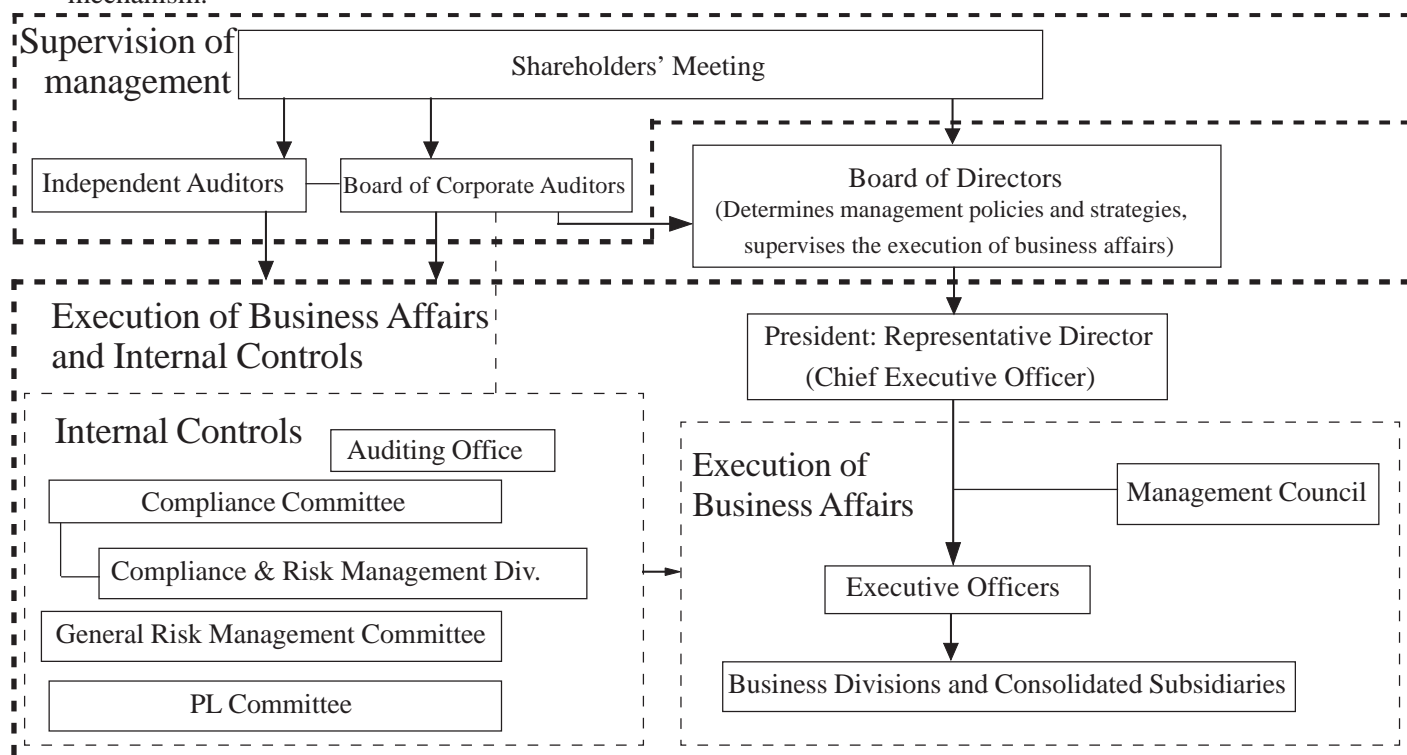 mechanism.
Supervision of
management
Shareholders’ Meeting
Independent Auditors
Board of Corporate Auditors
Board of Directors
(Determines management policies and strategies,
supervises the execution of business affairs)
Execution of Business Affairs
and Internal Controls
President: Representative Director
(Chief Executive Officer)
Internal Controls
Auditing Office
Compliance Committee
Compliance & Risk Management Div.
General Risk Management Committee
PL Committee
Execution of
Business Affairs
Management Council
Executive Officers
Business Divisions and Consolidated Subsidiaries